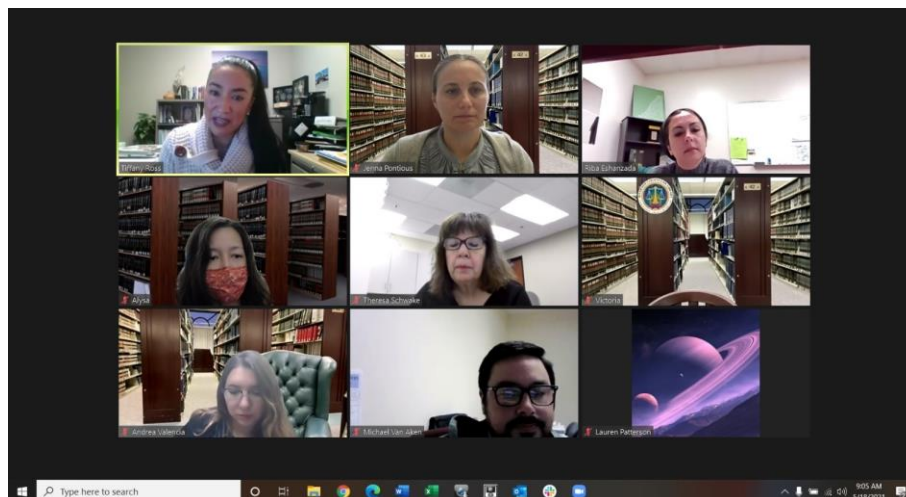 Tiffany Ross
Jenna Pontious
Riba Eshanzada
Alysa
Theresa Schwake
Victoria
Andrea Valencia
Michael Van Aken
Lauren Patterson
Type here to search
9:05 AM